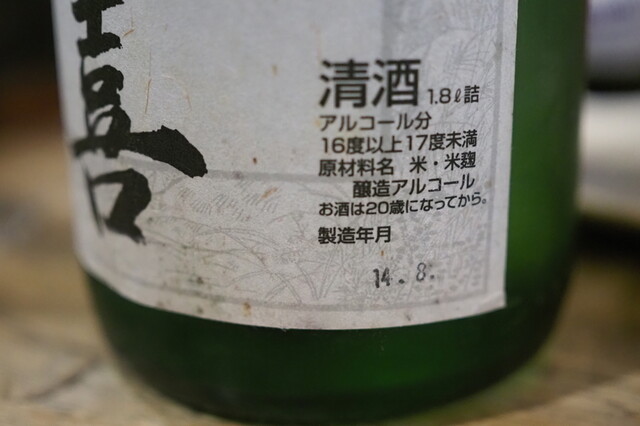 喜
清酒 1.8ℓ詰
アルコール分
16度以上17度未満
原材料名 米・米麹
醸造アルコール
お酒は20歳になってから。
製造年月
14.8.